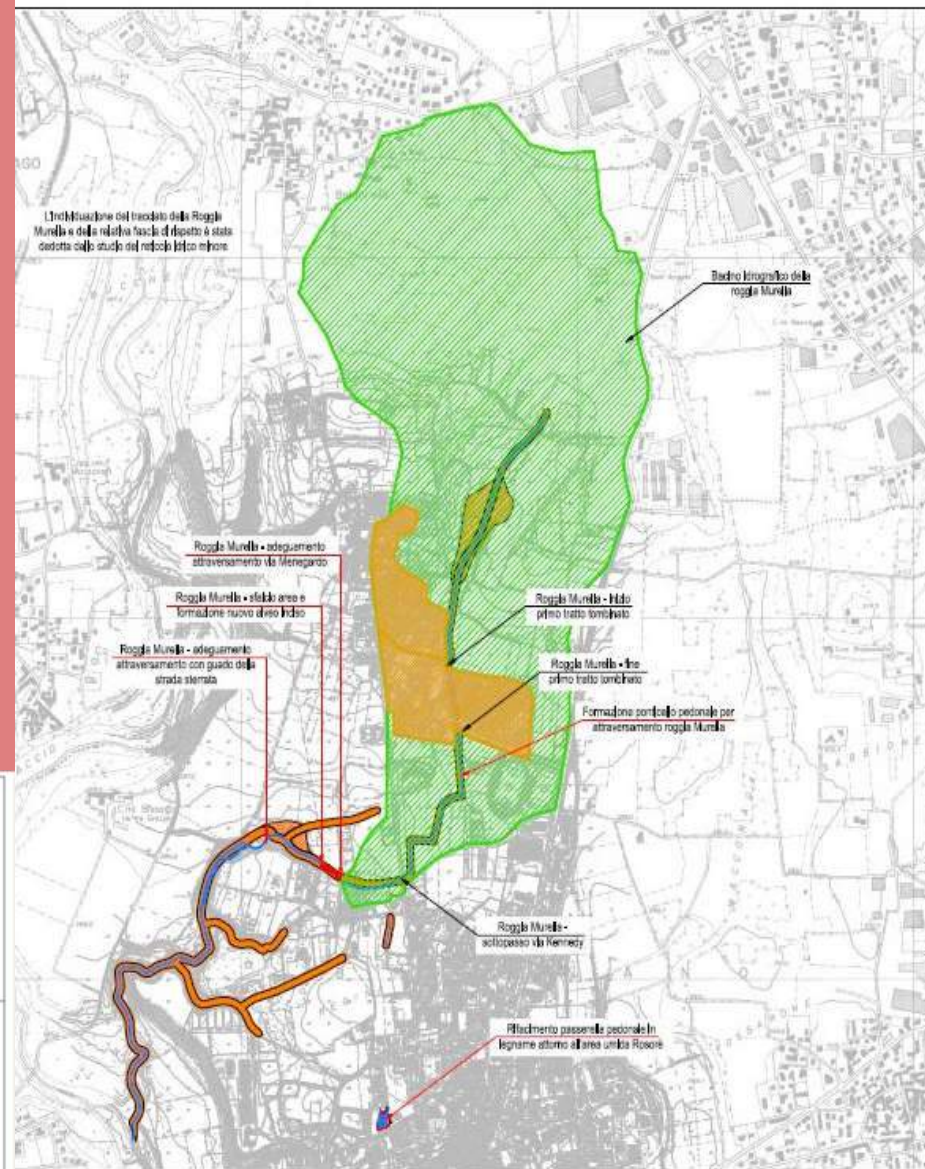 AGO
L'individuazione del tracciato della Roggia
Murella e della relativa fascia di rispetto è stata
dedotta dallo studio del reticolo idrico minore
Bacino idrografico della
roggia Murella
Roggia Murella - adeguamento
attraversamento via Menegardo
Roggia Murella - sfalcio area e
formazione nuovo alveo inciso
Roggia Murella - adeguamento
attraversamento con guado della
strada sterrata
Roggia Murella - inizio
primo tratto tombinato
Roggia Murella - fine
primo tratto tombinato
Formazione ponticello pedonale per
attraversamento roggia Murella
Roggia Murella -
sottopasso via Kennedy
Rifacimento passerella pedonale in
legname attorno all'area umida Rosorè